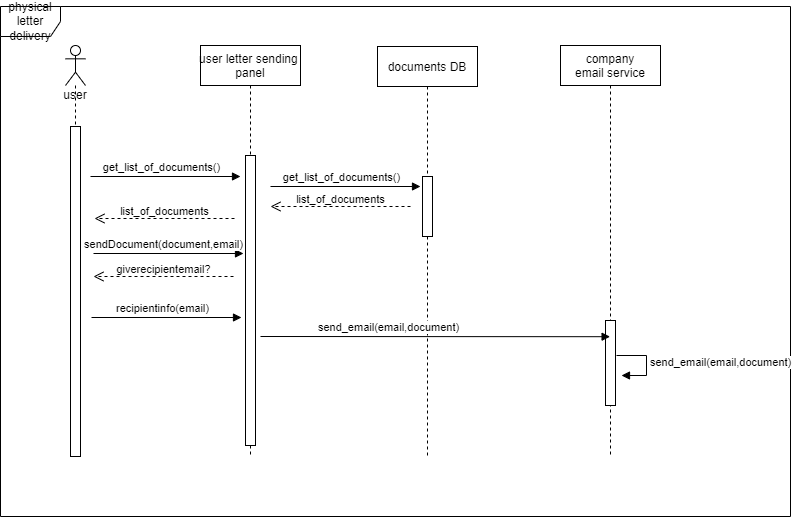 physical
letter
delivery
user
user letter sending
panel
documents DB
company
email service
get_list_of_documents()
get_list_of_documents()
list_of_documents
list_of_documents
sendDocument(document,email)
giverecipientemail?
recipientinfo(email)
send_email(email,document)
send_email(email,document)